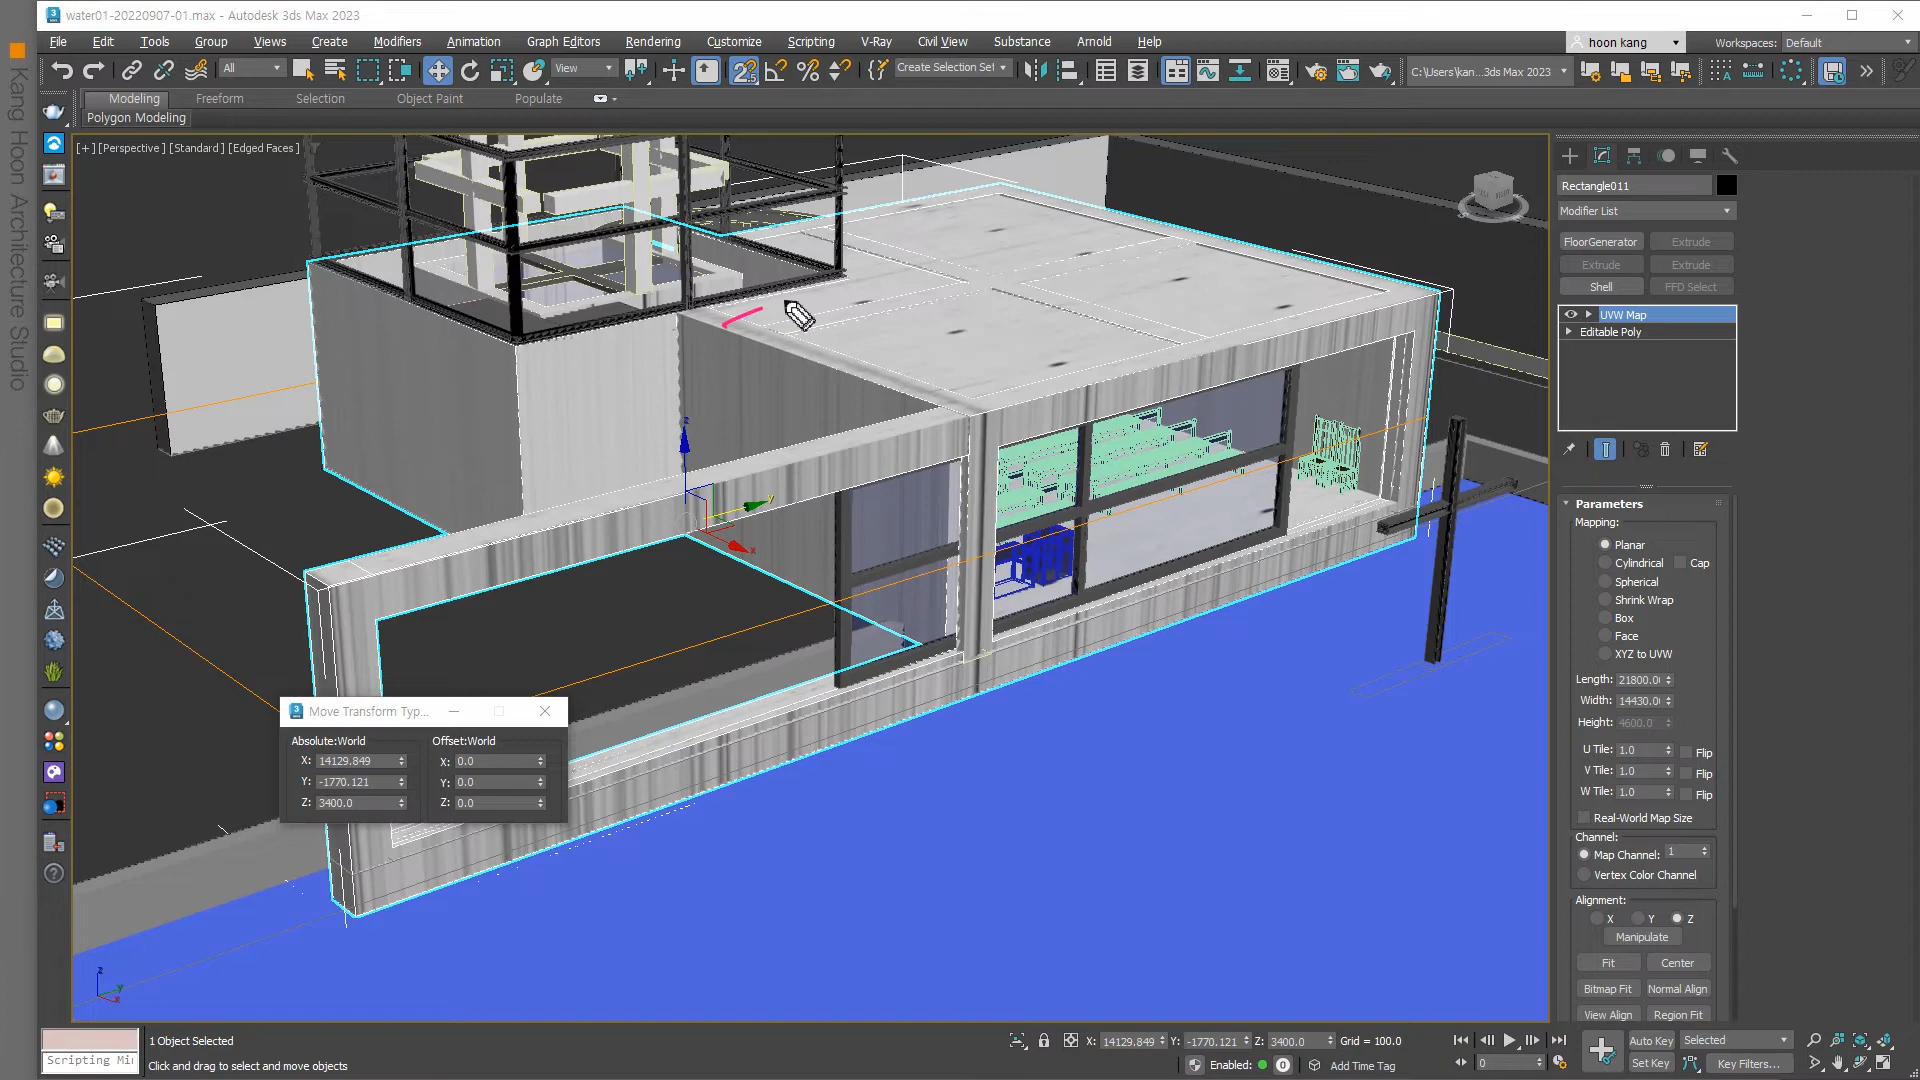 water01-20220907-01.max - Autodesk 3ds Max 2023
File Edit Tools Group Views Create Modifiers Animation Graph Editors Rendering Customize Scripting V-Ray Civil View Substance Arnold Help
hoon kang
Workspaces: Default
All
View
Create Selection Set
C:\Users\kan...3ds Max 2023
Modeling Freeform Selection Object Paint Populate
Polygon Modeling
Kang Hoon Architecture Studio
[+] [Perspective ] [Standard ] [Edged Faces ]
Rectangle011
Modifier List
FloorGenerator Extrude
Extrude Extrude
Shell FFD Select
UVW Map
Editable Poly
Parameters
Mapping:
Planar
Cylindrical Cap
Spherical
Shrink Wrap
Box
Face
XYZ to UVW
Length: 21800.0
Width: 14430.0
Height: 4600.0
U Tile: 1.0 Flip
V Tile: 1.0 Flip
W Tile: 1.0 Flip
Real-World Map Size
Channel:
Map Channel: 1
Vertex Color Channel
Alignment:
X Y Z
Manipulate
Fit Center
Bitmap Fit Normal Align
View Align Region Fit
z
y
x
Move Transform Typ...
Absolute:World Offset:World
X: 14129.849 X: 0.0
Y: -1770.121 Y: 0.0
Z: 3400.0 Z: 0.0
z
y
x
1 Object Selected
Scripting Mi
Click and drag to select and move objects
X: 14129.849 Y: -1770.121 Z: 3400.0 Grid = 100.0
Enabled: 0 Add Time Tag
0
Auto Key Selected
Set Key Key Filters...